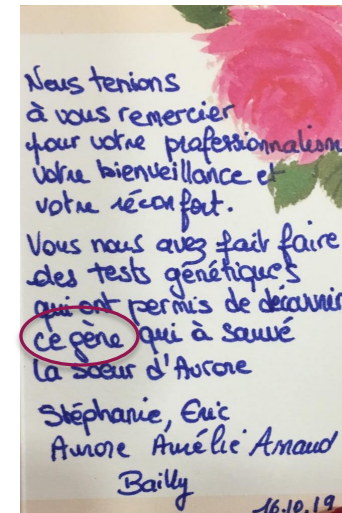 Nous tenions
à vous remercier
pour votre professionnalism
votre bienveillance et
votre réconfort.
Vous nous avez fait faire
des tests génétiques
qui ont permis de découvrir
ce gène qui à sauvé
la soeur d'Aurore
Stéphanie, Eric
Aurore Amélie Arnaud
Bailly
16.10.19